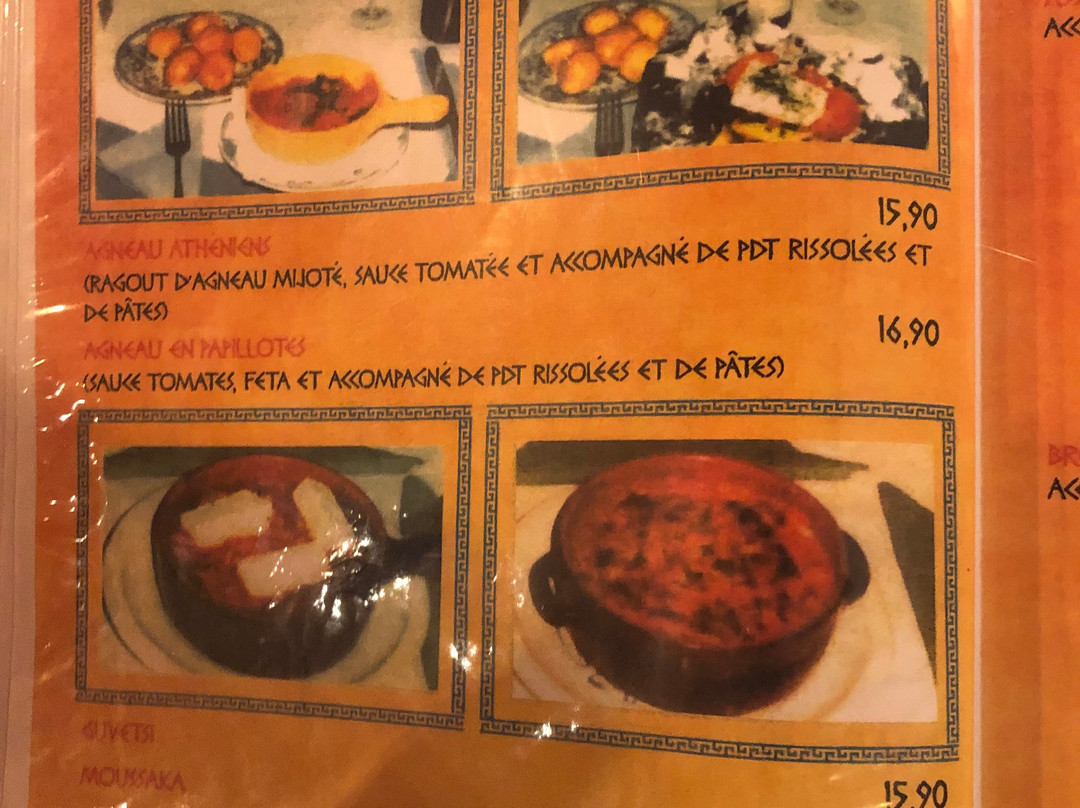 15,90
AGNEAU ATHÉNIENS
(RAGOUT D'AGNEAU MIJOTÉ, SAUCE TOMATÉE ET ACCOMPAGNÉ DE PDT RISSOLÉES ET
DE PÂTES)
16,90
AGNEAU EN PAPILLOTES
(SAUCE TOMATES, FETA ET ACCOMPAGNÉ DE PDT RISSOLÉES ET DE PÂTES)
GUVETSI
MOUSSAKA
15,90